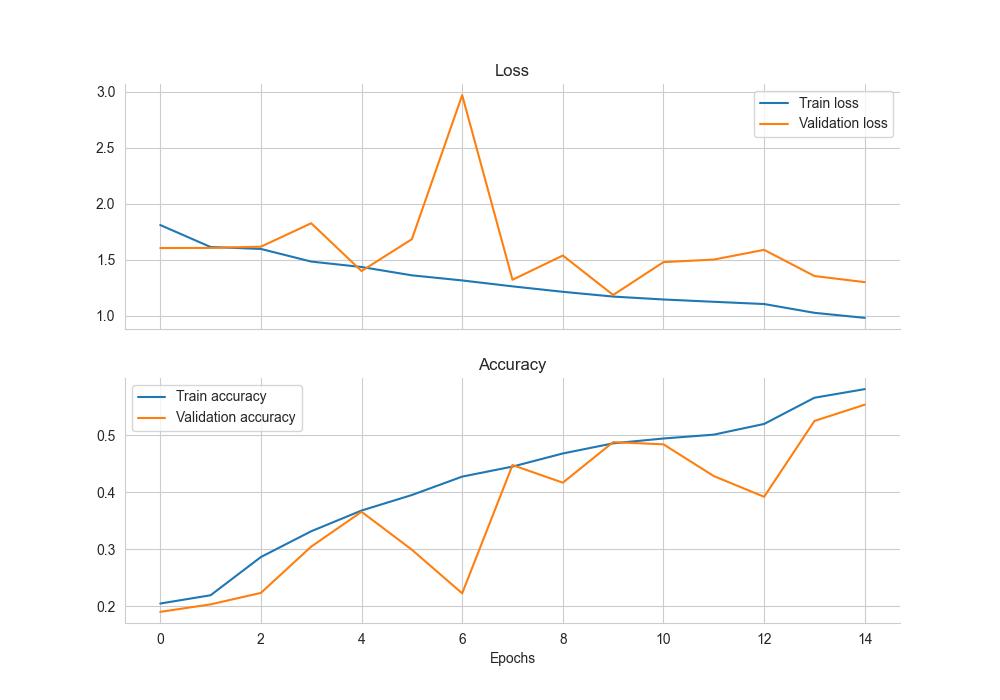 Loss
3.0
2.5
2.0
1.5
1.0
Train loss
Validation loss
Accuracy
Train accuracy
Validation accuracy
0.5
0.4
0.3
0.2
0 2 4 6 8 10 12 14
Epochs